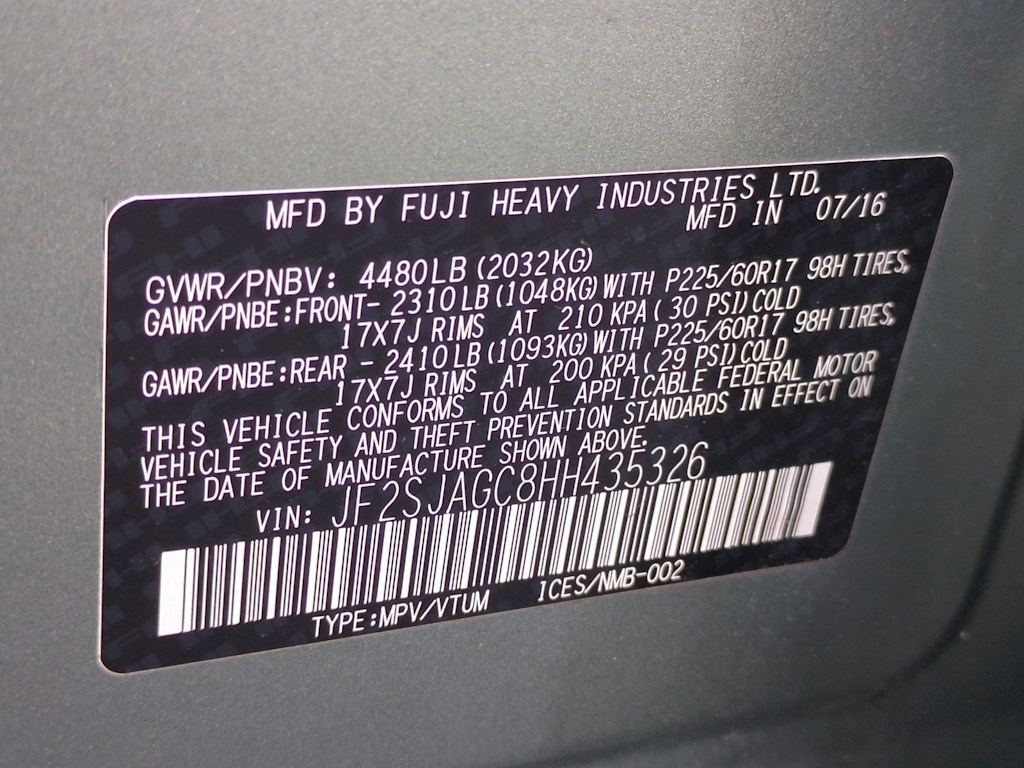 MFD BY FUJI HEAVY INDUSTRIES LTD.
MFD IN 07/16
GVWR/PNBV: 4480LB (2032KG)
GAWR/PNBE:FRONT- 2310LB (1048KG) WITH P225/60R17 98H TIRES,
17X7J RIMS AT 210 KPA ( 30 PSI) COLD
GAWR/PNBE:REAR - 2410LB (1093KG) WITH P225/60R17 98H TIRES,
17X7J RIMS AT 200 KPA ( 29 PSI) COLD
THIS VEHICLE CONFORMS TO ALL APPLICABLE FEDERAL MOTOR
VEHICLE SAFETY AND THEFT PREVENTION STANDARDS IN EFFECT ON
THE DATE OF MANUFACTURE SHOWN ABOVE.
VIN: JF2SJAGC8HH435326
TYPE:MPV/VTUM ICES/NMB-002